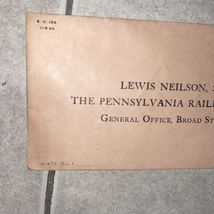 LEWIS NEILSON,
THE PENNSYLVANIA RAIL
GENERAL OFFICE, BROAD ST